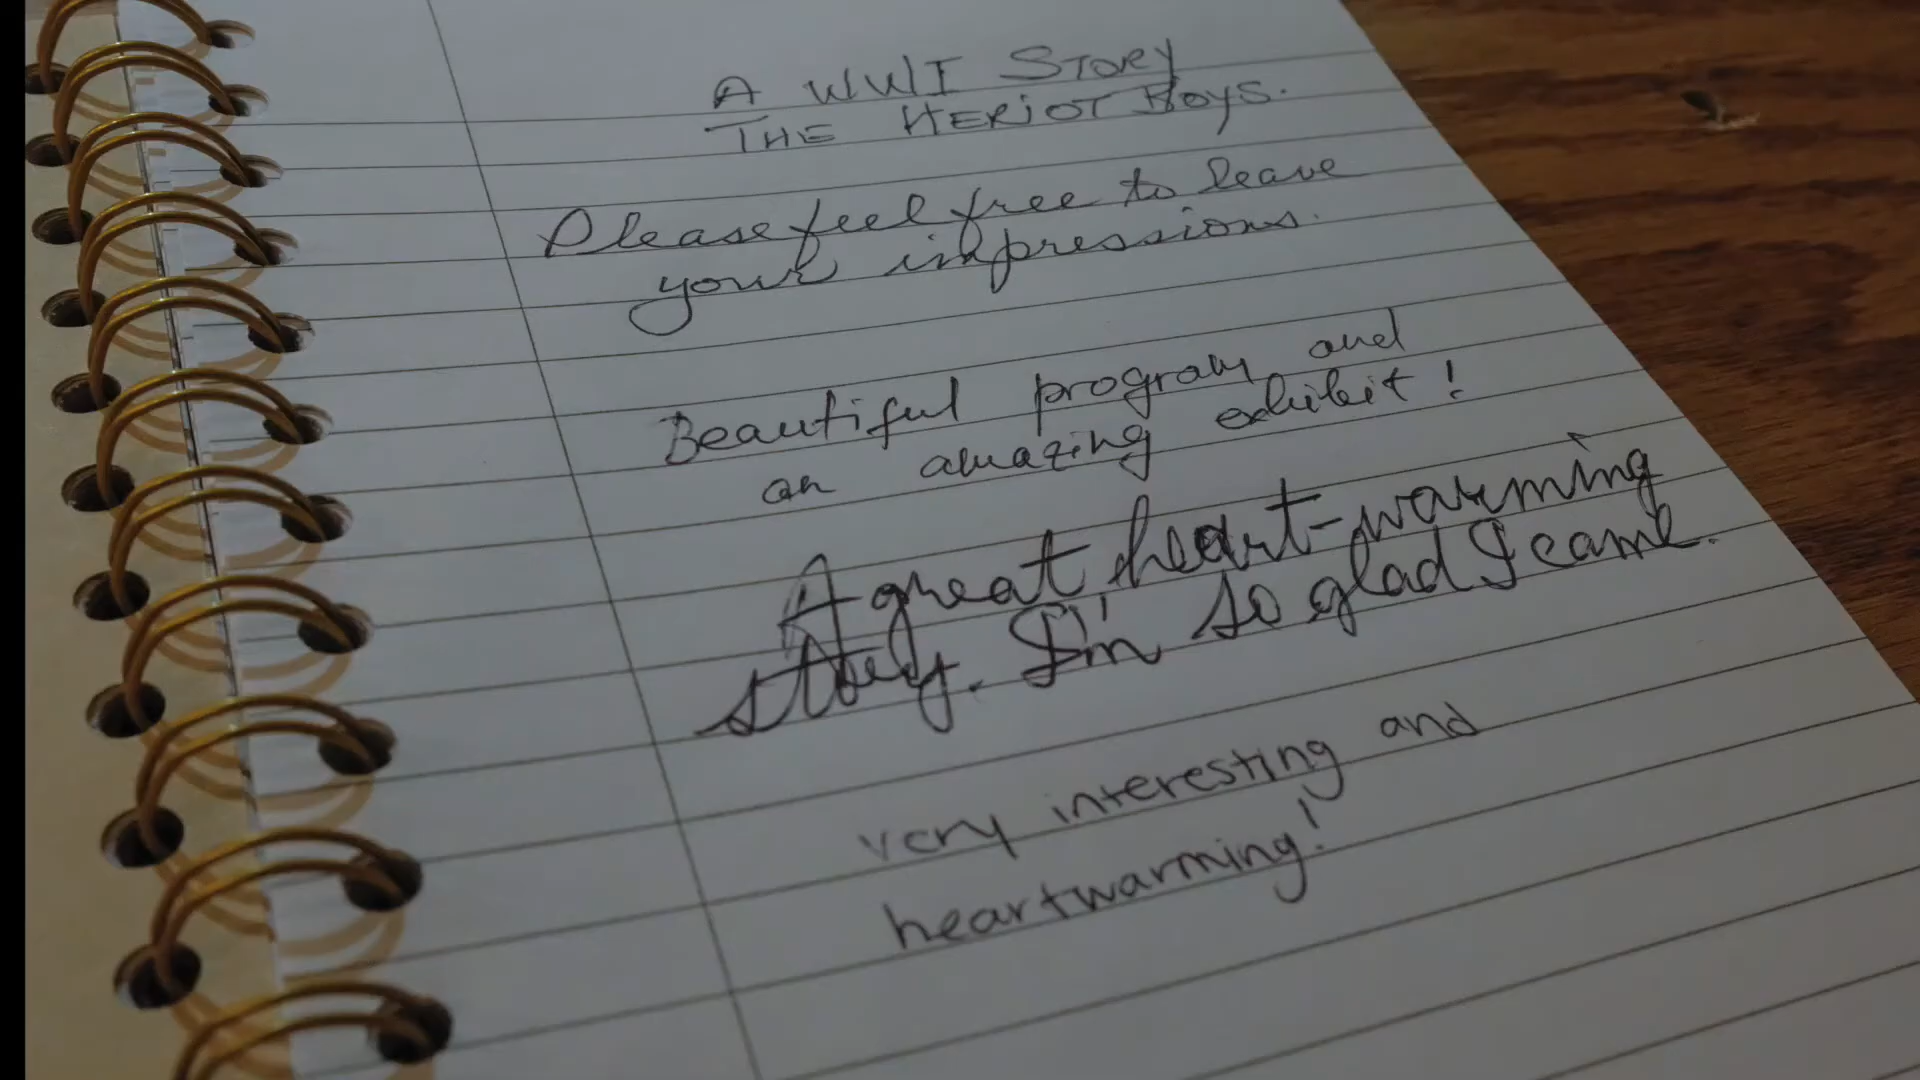 A WWI STORY
THE HERIOT BOYS.
Please feel free to leave
your impressions.
Beautiful program and
an amazing exhibit!
A great heart-warming
story. I'm so glad I came.
very interesting and
heartwarming!